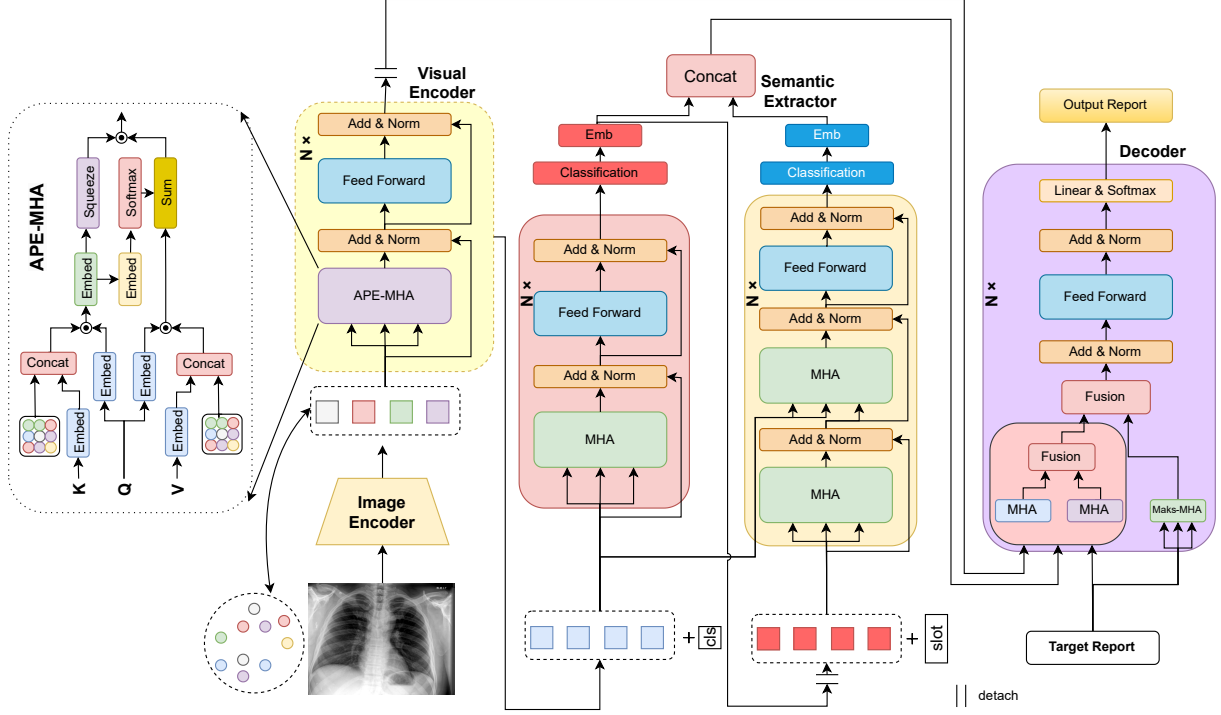 APE-MHA
Squeeze
Softmax
Sum
Embed
Embed
Concat
Embed
Embed
Concat
Embed
Embed
K
Q
V
Visual
Encoder
N ×
Add & Norm
Feed Forward
Add & Norm
APE-MHA
Image
Encoder
Concat
Semantic
Extractor
Emb
Classification
N ×
Add & Norm
Feed Forward
Add & Norm
MHA
+ cls
Emb
Classification
N ×
Add & Norm
Feed Forward
Add & Norm
MHA
Add & Norm
MHA
+ slot
Output Report
Decoder
N ×
Linear & Softmax
Add & Norm
Feed Forward
Add & Norm
Fusion
Fusion
MHA
MHA
Maks-MHA
Target Report
|| detach